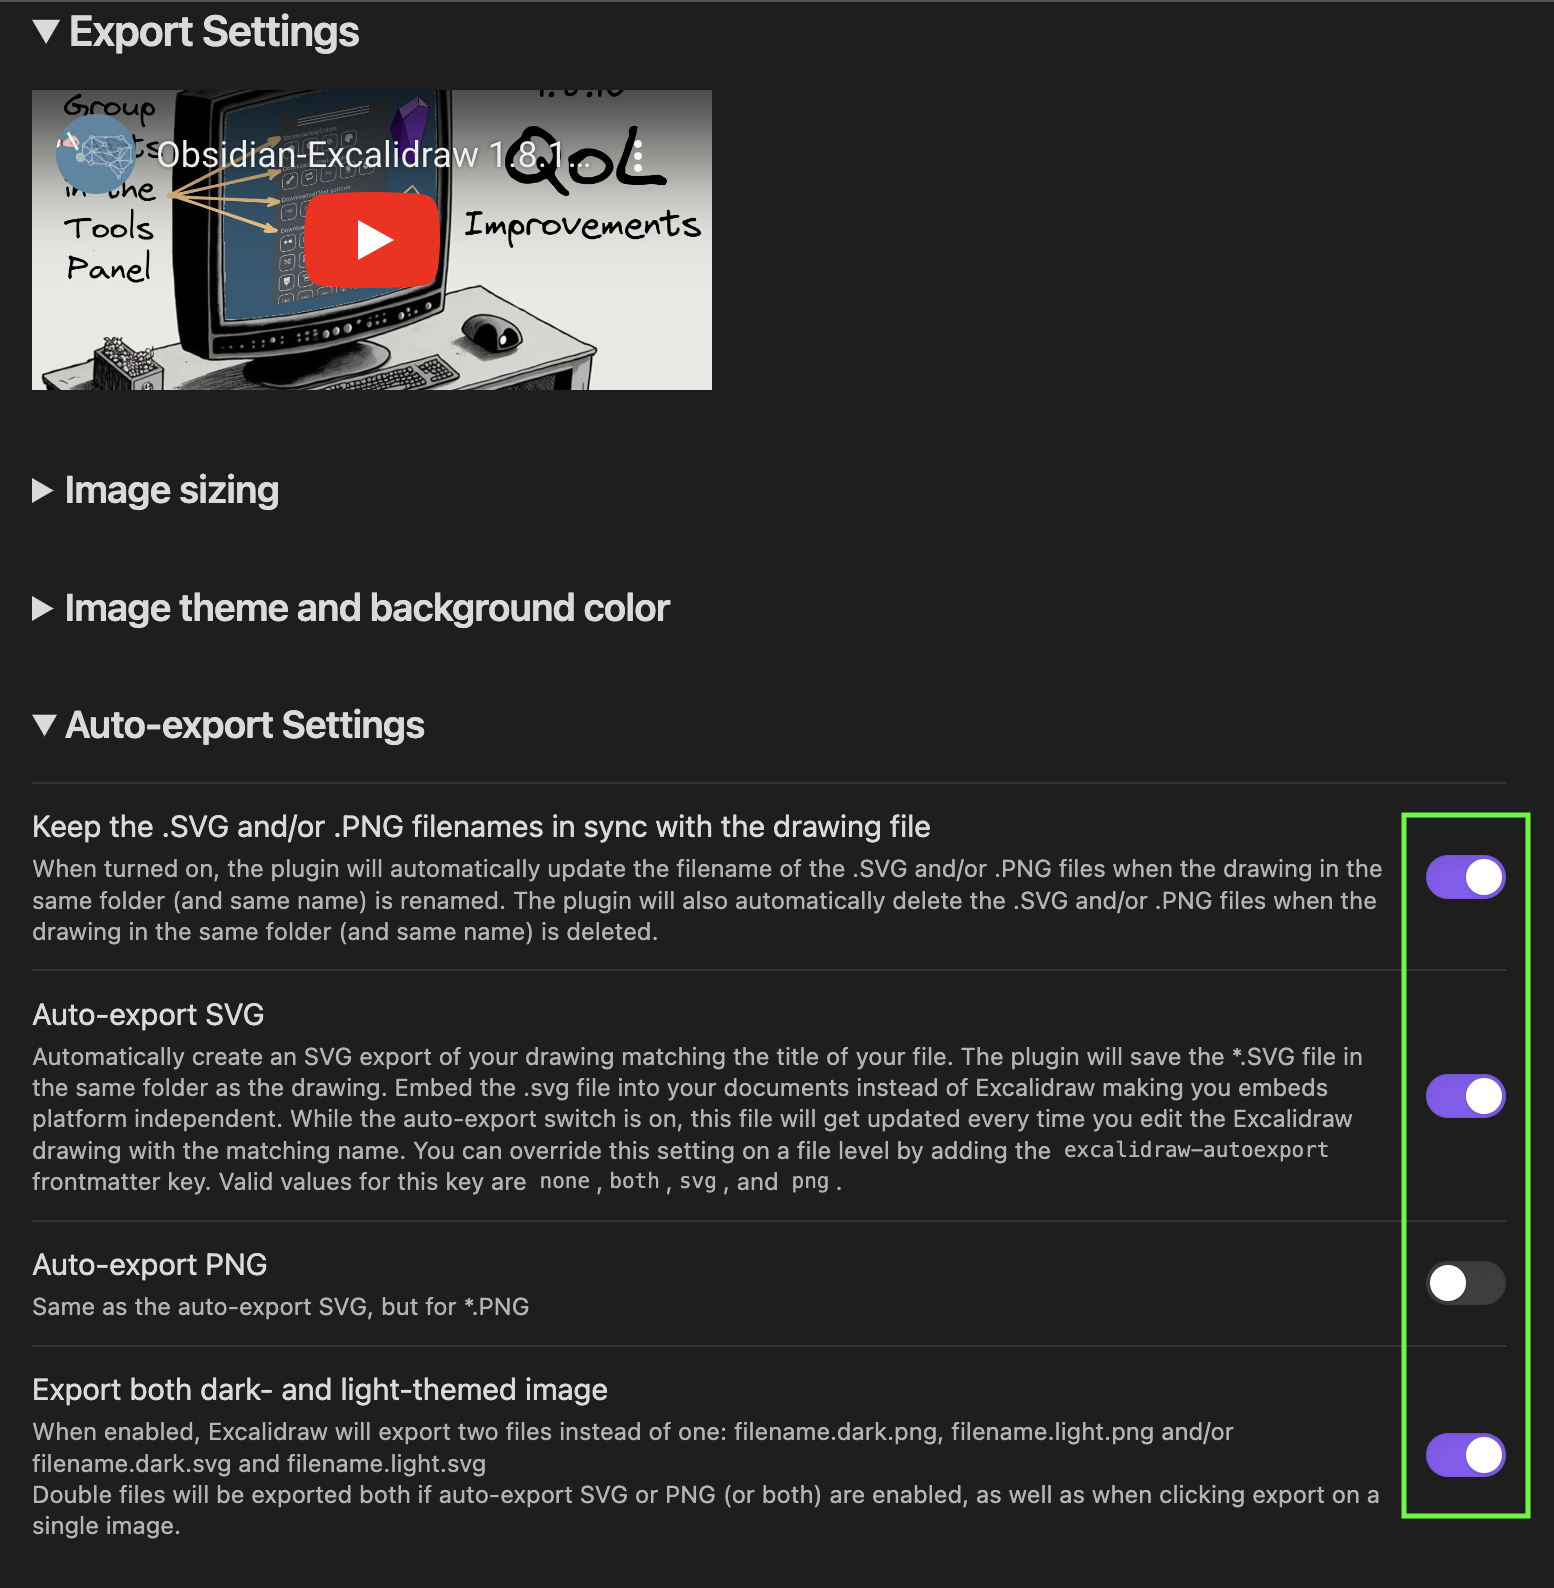 ▼ Export Settings
Group
in the
Tools
Panel
Obsidian-Excalidraw 1.8.1...
QoL
Improvements
▶ Image sizing
▶ Image theme and background color
▼ Auto-export Settings
Keep the .SVG and/or .PNG filenames in sync with the drawing file
When turned on, the plugin will automatically update the filename of the .SVG and/or .PNG files when the drawing in the
same folder (and same name) is renamed. The plugin will also automatically delete the .SVG and/or .PNG files when the
drawing in the same folder (and same name) is deleted.
Auto-export SVG
Automatically create an SVG export of your drawing matching the title of your file. The plugin will save the *.SVG file in
the same folder as the drawing. Embed the .svg file into your documents instead of Excalidraw making you embeds
platform independent. While the auto-export switch is on, this file will get updated every time you edit the Excalidraw
drawing with the matching name. You can override this setting on a file level by adding the excalidraw-autoexport
frontmatter key. Valid values for this key are none , both , svg , and png .
Auto-export PNG
Same as the auto-export SVG, but for *.PNG
Export both dark- and light-themed image
When enabled, Excalidraw will export two files instead of one: filename.dark.png, filename.light.png and/or
filename.dark.svg and filename.light.svg
Double files will be exported both if auto-export SVG or PNG (or both) are enabled, as well as when clicking export on a
single image.